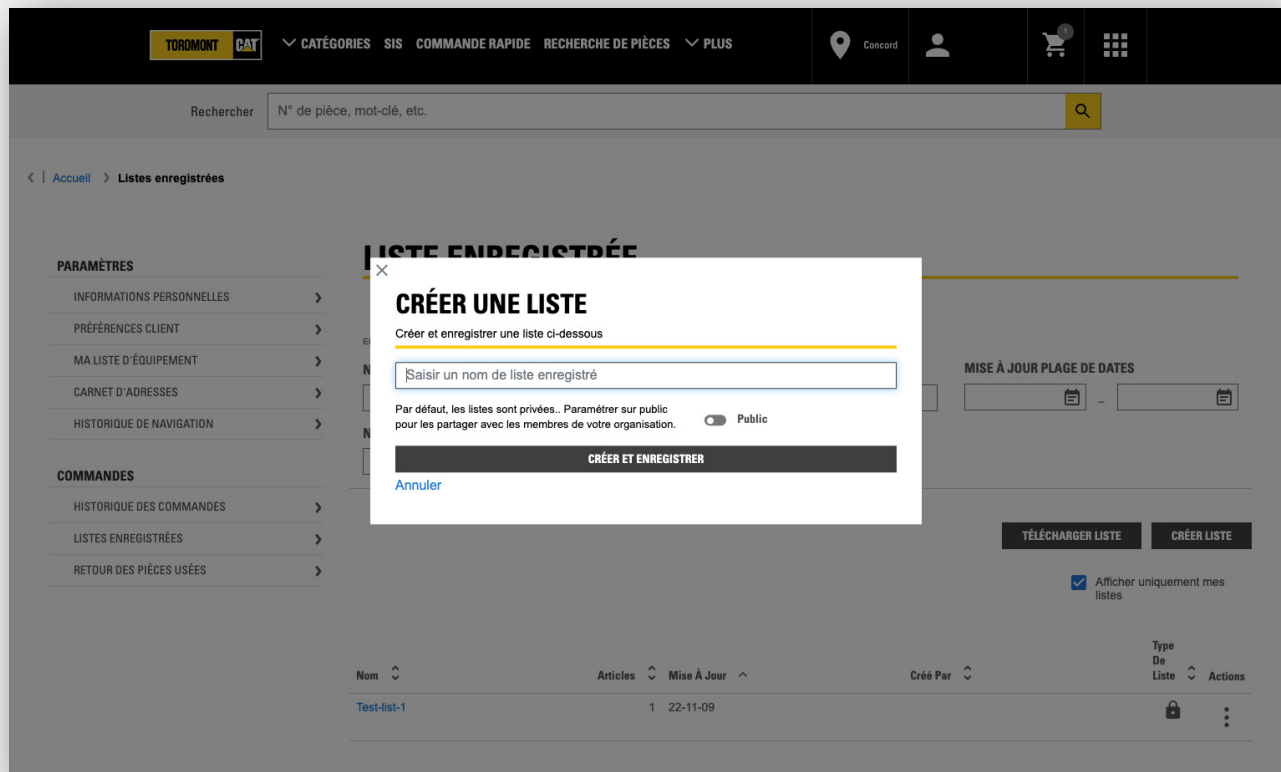 TOROMONT CAT
CATÉGORIES SIS COMMANDE RAPIDE RECHERCHE DE PIÈCES PLUS
Concord
1
Rechercher
N° de pièce, mot-clé, etc.
Accueil Listes enregistrées
PARAMÈTRES
INFORMATIONS PERSONNELLES
PRÉFÉRENCES CLIENT
MA LISTE D'ÉQUIPEMENT
CARNET D'ADRESSES
HISTORIQUE DE NAVIGATION
COMMANDES
HISTORIQUE DES COMMANDES
LISTES ENREGISTRÉES
RETOUR DES PIÈCES USÉES
LISTE ENREGISTRÉE
CRÉER UNE LISTE
Créer et enregistrer une liste ci-dessous
Saisir un nom de liste enregistré
Par défaut, les listes sont privées.. Paramétrer sur public
pour les partager avec les membres de votre organisation.
Public
CRÉER ET ENREGISTRER
Annuler
MISE À JOUR PLAGE DE DATES
–
TÉLÉCHARGER LISTE CRÉER LISTE
Afficher uniquement mes
listes
Nom Articles Mise À Jour Créé Par
Type
De
Liste
Actions
Test-list-1 1 22-11-09